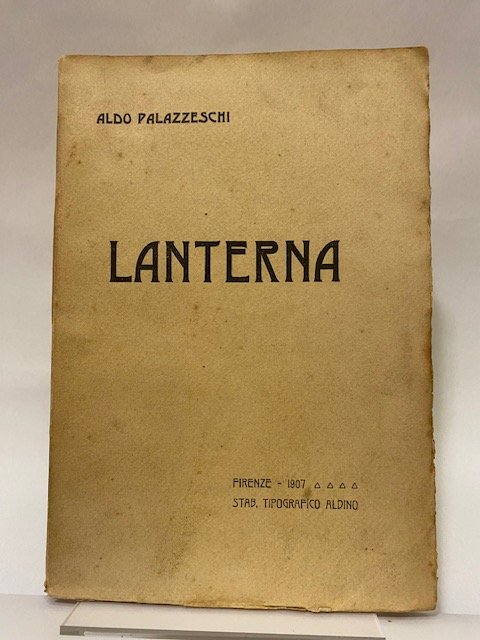 ALDO PALAZZESCHI
LANTERNA
FIRENZE - 1907 △ △ △ △
STAB. TIPOGRAFICO ALDINO